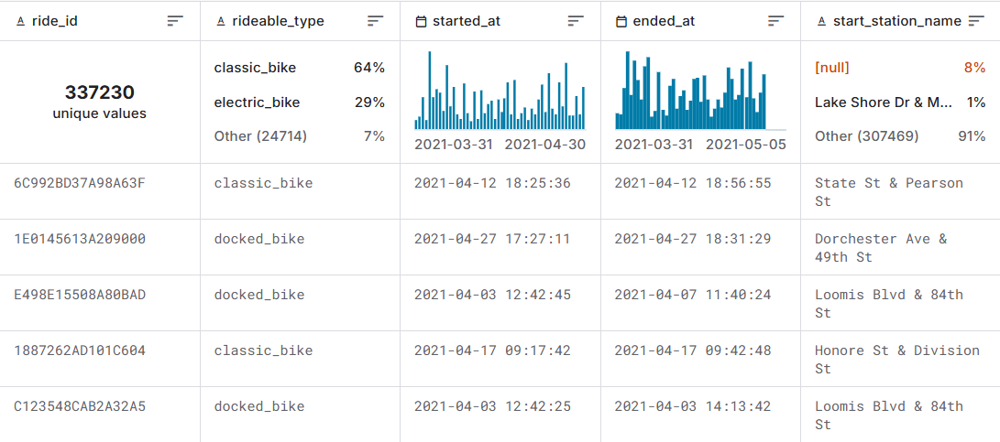 ride_id rideable_type started_at ended_at start_station_name
337230
unique values
classic_bike 64%
electric_bike 29%
Other (24714) 7%
2021-03-31 2021-04-30
2021-03-31 2021-05-05
[null] 8%
Lake Shore Dr & M... 1%
Other (307469) 91%
6C992BD37A98A63F classic_bike 2021-04-12 18:25:36 2021-04-12 18:56:55 State St & Pearson
St
1E0145613A209000 docked_bike 2021-04-27 17:27:11 2021-04-27 18:31:29 Dorchester Ave &
49th St
E498E15508A80BAD docked_bike 2021-04-03 12:42:45 2021-04-07 11:40:24 Loomis Blvd & 84th
St
1887262AD101C604 classic_bike 2021-04-17 09:17:42 2021-04-17 09:42:48 Honore St & Division
St
C123548CAB2A32A5 docked_bike 2021-04-03 12:42:25 2021-04-03 14:13:42 Loomis Blvd & 84th
St